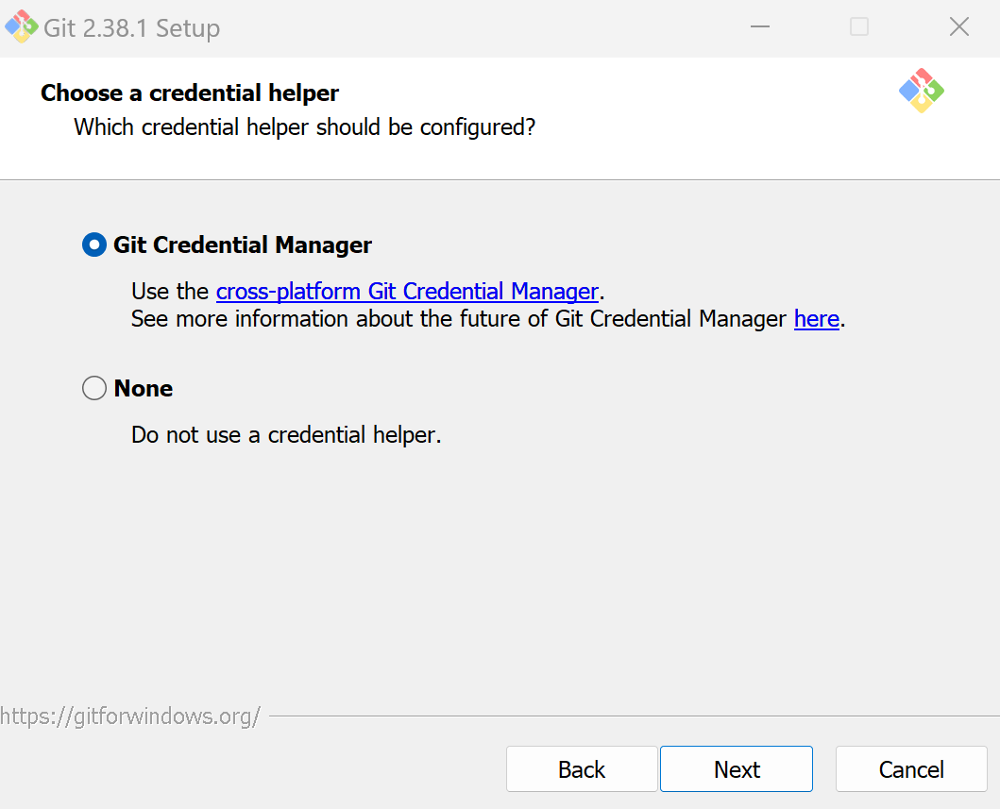 Git 2.38.1 Setup
Choose a credential helper
Which credential helper should be configured?
Git Credential Manager
Use the cross-platform Git Credential Manager.
See more information about the future of Git Credential Manager here.
None
Do not use a credential helper.
https://gitforwindows.org/
Back Next Cancel